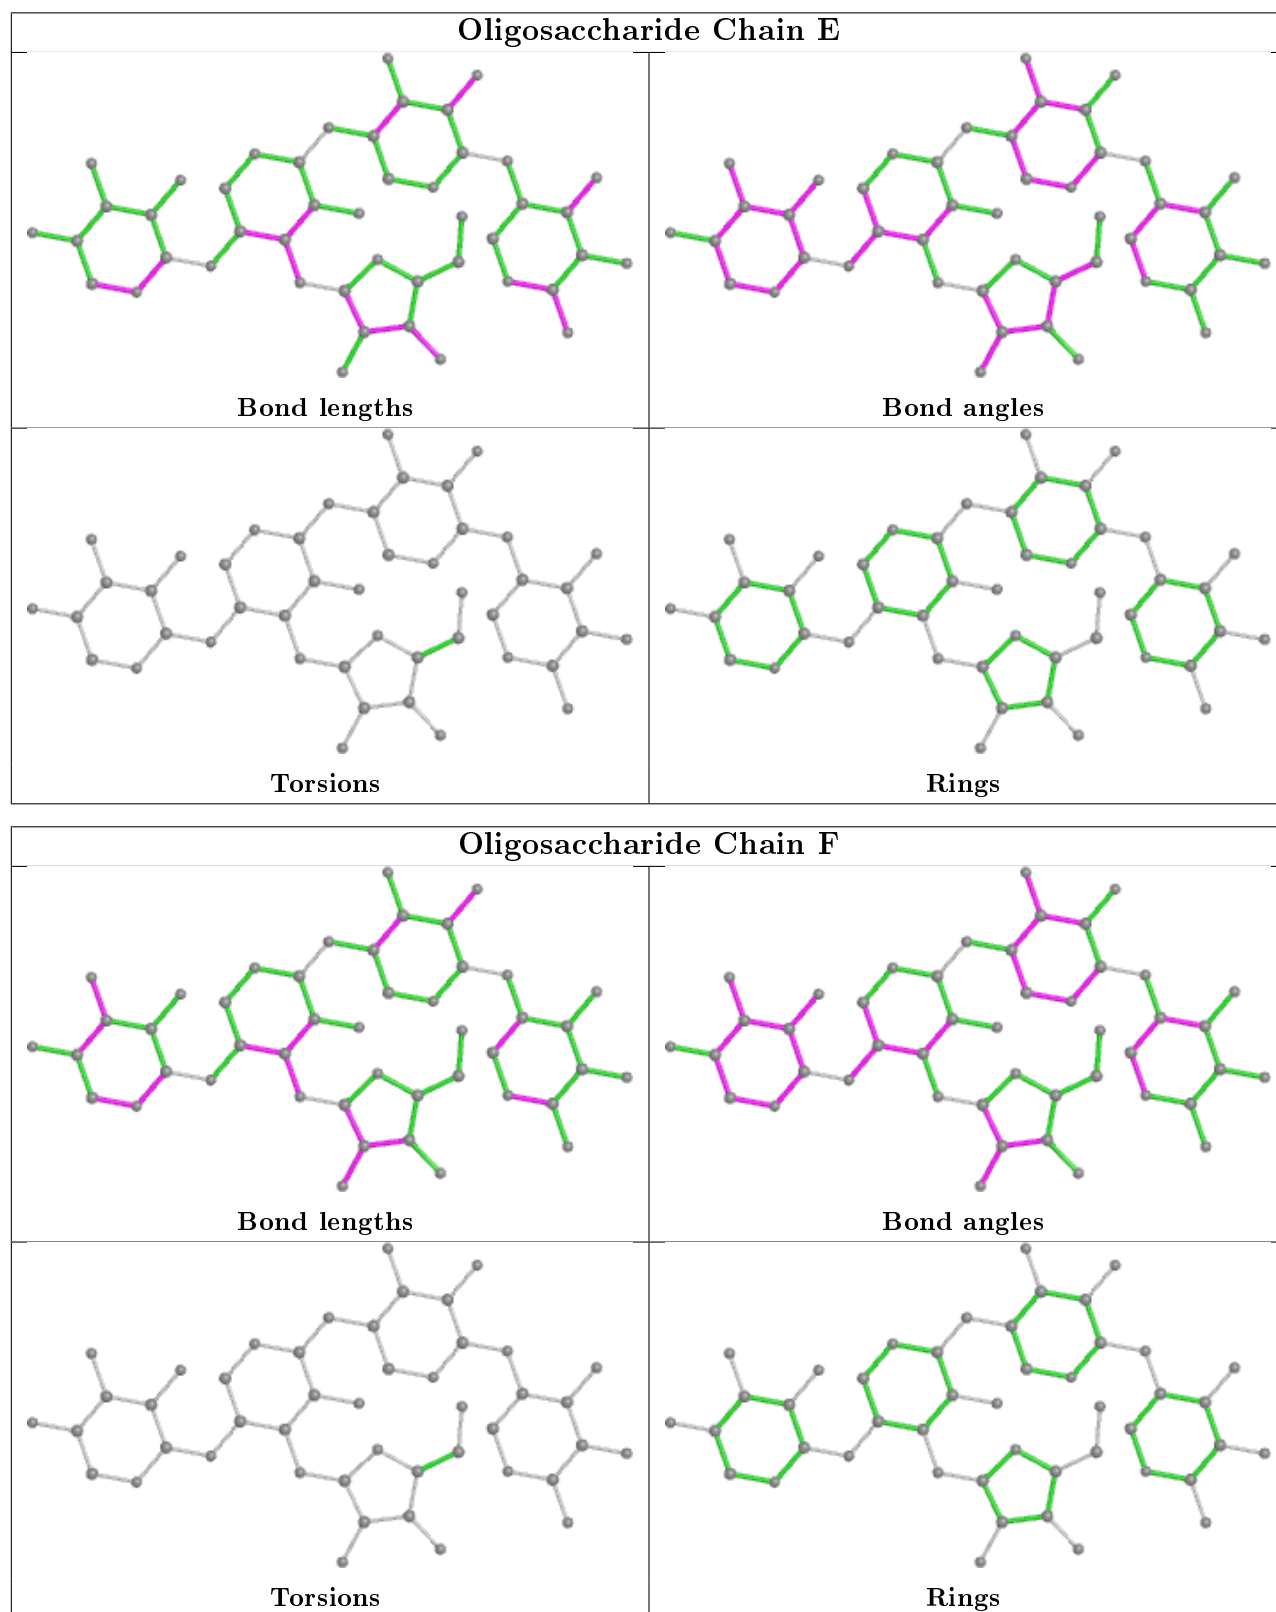 Oligosaccharide Chain E
Bond lengths
Bond angles
Torsions
Rings
Oligosaccharide Chain F
Bond lengths
Bond angles
Torsions
Rings